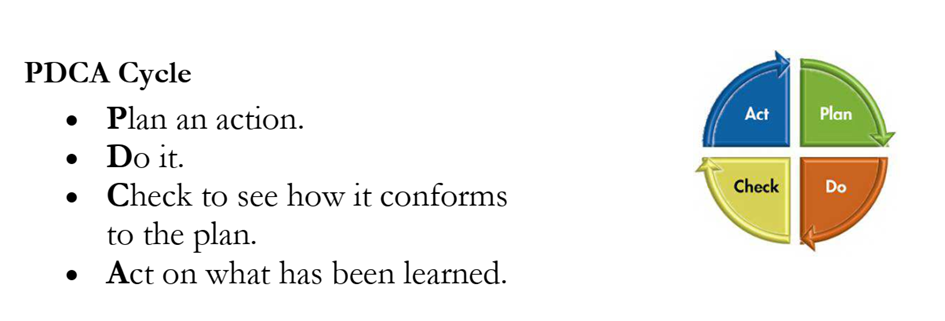 PDCA Cycle
• Plan an action.
• Do it.
• Check to see how it conforms
to the plan.
• Act on what has been learned.
Act
Plan
Check
Do